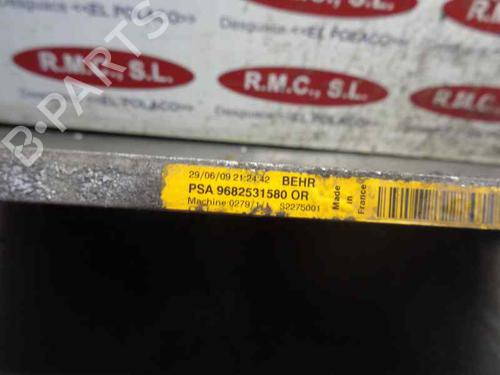 Desguace <<EL POLACO>>
R.M.C., S.L.
R.M.C., S.L.
Desguace <<EL POLACO>>
R.M.C., S.L.
B-PARTS
29/06/09 21:24:42 BEHR
PSA 9682531580 OR
Machine:0279/1/ S2275001
Made
in
France